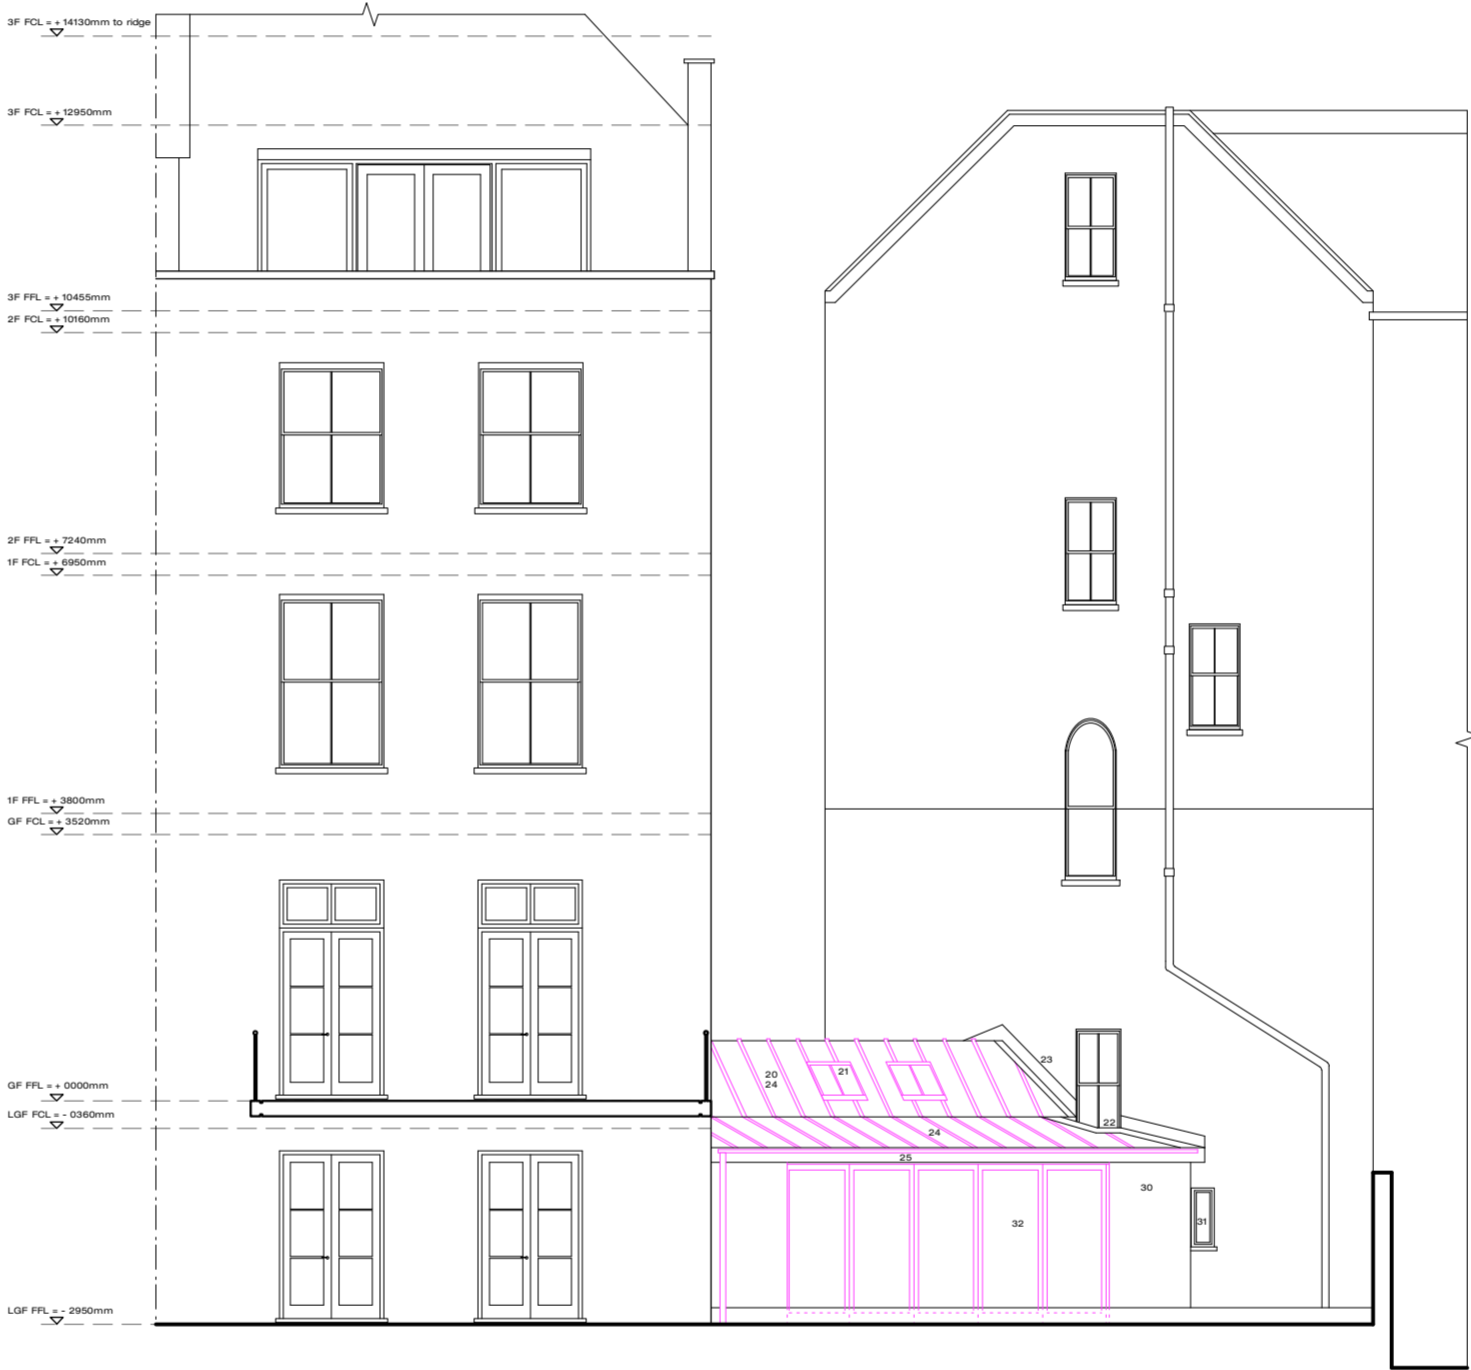 3F FCL = + 14130mm to ridge
3F FCL = + 12950mm
3F FFL = + 10455mm
2F FCL = + 10160mm
2F FFL = + 7240mm
1F FCL = + 6950mm
1F FFL = + 3800mm
GF FCL = + 3520mm
GF FFL = + 0000mm
LGF FCL = - 0360mm
LGF FFL = - 2950mm
23
20
24
21
22
24
25
30
31
32